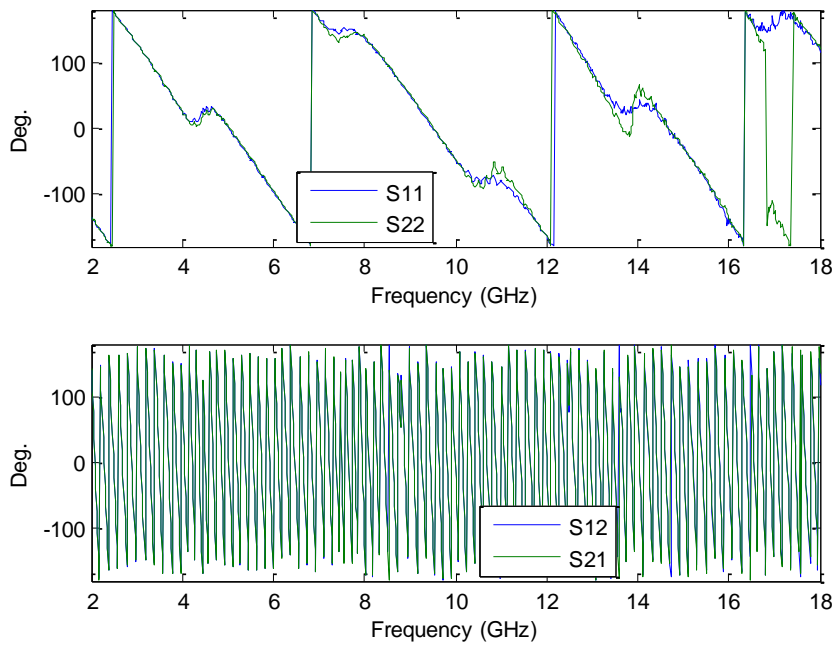 Deg.
100
0
-100
S11
S22
2 4 6 8 10 12 14 16 18
Frequency (GHz)
Deg.
100
0
-100
S12
S21
2 4 6 8 10 12 14 16 18
Frequency (GHz)